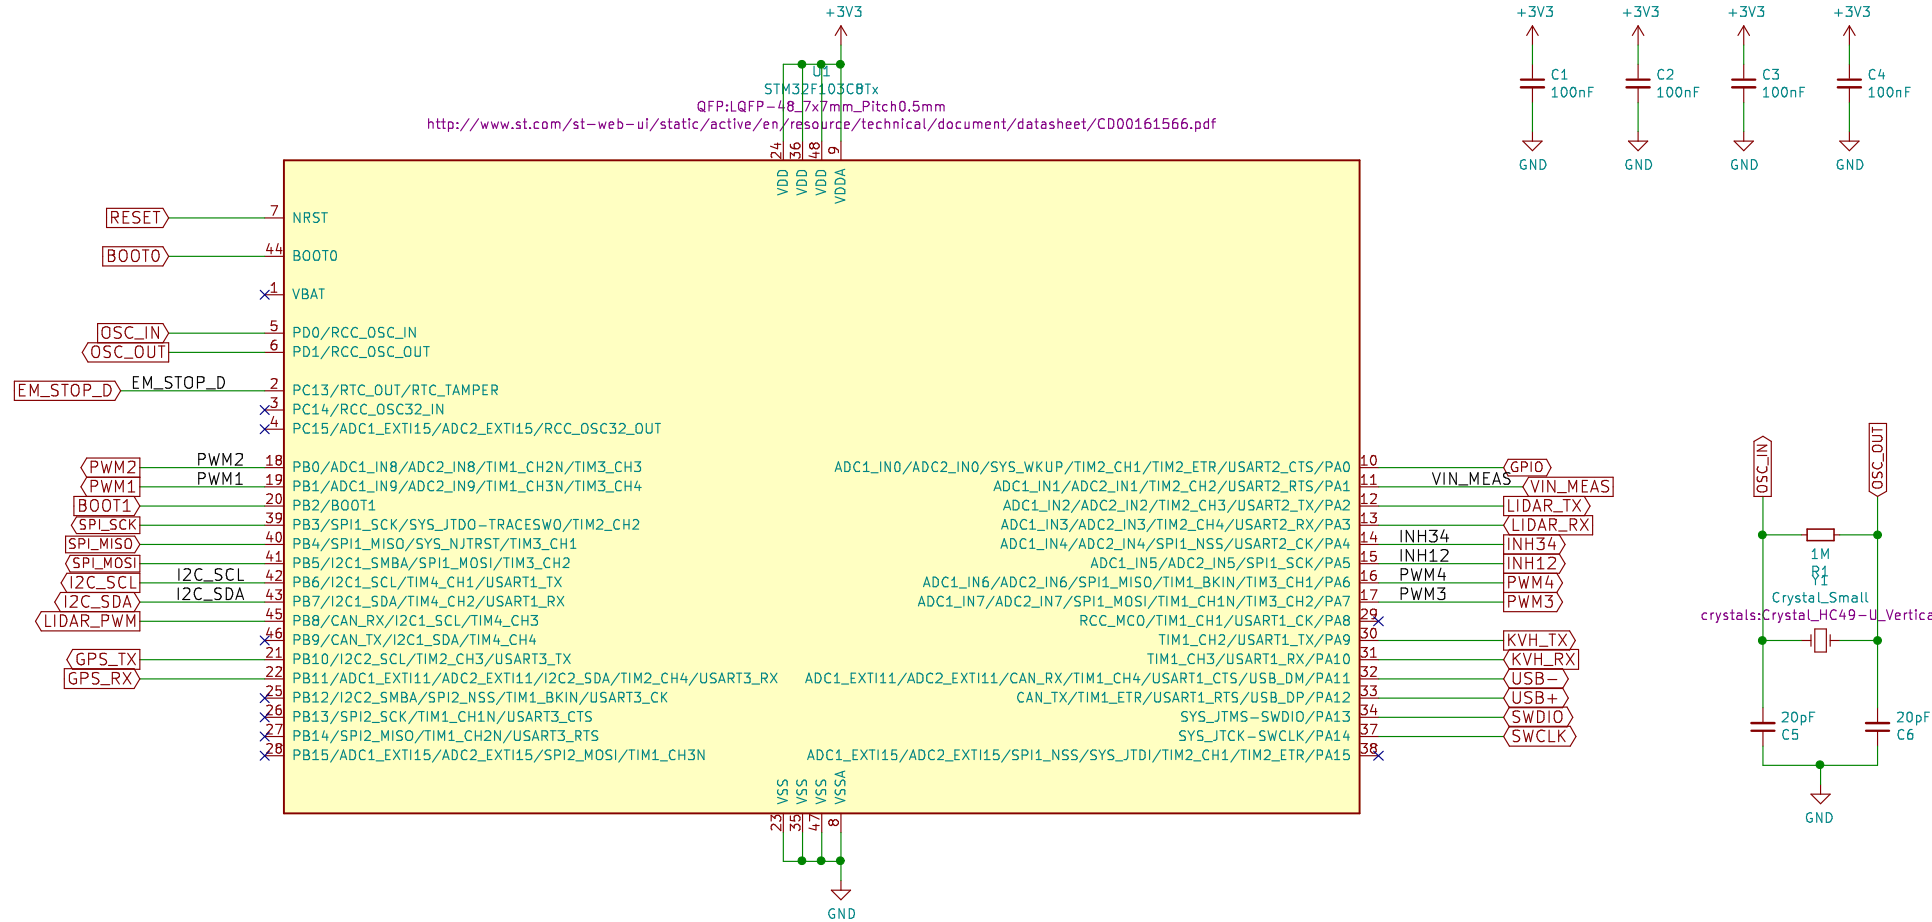 +3V3
+3V3
+3V3
+3V3
+3V3
U1
STM32F103C8Tx
QFP:LQFP-48_7x7mm_Pitch0.5mm
http://www.st.com/st-web-ui/static/active/en/resource/technical/document/datasheet/CD00161566.pdf
C1
100nF
C2
100nF
C3
100nF
C4
100nF
GND
GND
GND
GND
24
36
48
9
VDD
VDD
VDD
VDDA
RESET 7 NRST
BOOT0 44 BOOT0
1 VBAT
OSC_IN 5 PD0/RCC_OSC_IN
OSC_OUT 6 PD1/RCC_OSC_OUT
EM_STOP_D EM_STOP_D 2 PC13/RTC_OUT/RTC_TAMPER
3 PC14/RCC_OSC32_IN
4 PC15/ADC1_EXTI15/ADC2_EXTI15/RCC_OSC32_OUT
PWM2 PWM2 18 PB0/ADC1_IN8/ADC2_IN8/TIM1_CH2N/TIM3_CH3
PWM1 PWM1 19 PB1/ADC1_IN9/ADC2_IN9/TIM1_CH3N/TIM3_CH4
BOOT1 20 PB2/BOOT1
SPI_SCK 39 PB3/SPI1_SCK/SYS_JTDO-TRACESWO/TIM2_CH2
SPI_MISO 40 PB4/SPI1_MISO/SYS_NJTRST/TIM3_CH1
SPI_MOSI 41 PB5/I2C1_SMBA/SPI1_MOSI/TIM3_CH2
I2C_SCL I2C_SCL 42 PB6/I2C1_SCL/TIM4_CH1/USART1_TX
I2C_SDA I2C_SDA 43 PB7/I2C1_SDA/TIM4_CH2/USART1_RX
LIDAR_PWM 45 PB8/CAN_RX/I2C1_SCL/TIM4_CH3
46 PB9/CAN_TX/I2C1_SDA/TIM4_CH4
GPS_TX 21 PB10/I2C2_SCL/TIM2_CH3/USART3_TX
GPS_RX 22 PB11/ADC1_EXTI11/ADC2_EXTI11/I2C2_SDA/TIM2_CH4/USART3_RX
25 PB12/I2C2_SMBA/SPI2_NSS/TIM1_BKIN/USART3_CK
26 PB13/SPI2_SCK/TIM1_CH1N/USART3_CTS
27 PB14/SPI2_MISO/TIM1_CH2N/USART3_RTS
28 PB15/ADC1_EXTI15/ADC2_EXTI15/SPI2_MOSI/TIM1_CH3N
ADC1_IN0/ADC2_IN0/SYS_WKUP/TIM2_CH1/TIM2_ETR/USART2_CTS/PA0 10 GPIO
ADC1_IN1/ADC2_IN1/TIM2_CH2/USART2_RTS/PA1 11 VIN_MEAS VIN_MEAS
ADC1_IN2/ADC2_IN2/TIM2_CH3/USART2_TX/PA2 12 LIDAR_TX
ADC1_IN3/ADC2_IN3/TIM2_CH4/USART2_RX/PA3 13 LIDAR_RX
ADC1_IN4/ADC2_IN4/SPI1_NSS/USART2_CK/PA4 14 INH34 INH34
ADC1_IN5/ADC2_IN5/SPI1_SCK/PA5 15 INH12 INH12
ADC1_IN6/ADC2_IN6/SPI1_MISO/TIM1_BKIN/TIM3_CH1/PA6 16 PWM4 PWM4
ADC1_IN7/ADC2_IN7/SPI1_MOSI/TIM1_CH1N/TIM3_CH2/PA7 17 PWM3 PWM3
RCC_MCO/TIM1_CH1/USART1_CK/PA8 29
TIM1_CH2/USART1_TX/PA9 30 KVH_TX
TIM1_CH3/USART1_RX/PA10 31 KVH_RX
ADC1_EXTI11/ADC2_EXTI11/CAN_RX/TIM1_CH4/USART1_CTS/USB_DM/PA11 32 USB-
CAN_TX/TIM1_ETR/USART1_RTS/USB_DP/PA12 33 USB+
SYS_JTMS-SWDIO/PA13 34 SWDIO
SYS_JTCK-SWCLK/PA14 37 SWCLK
ADC1_EXTI15/ADC2_EXTI15/SPI1_NSS/SYS_JTDI/TIM2_CH1/TIM2_ETR/PA15 38
VSS
VSS
VSS
VSSA
23
35
47
8
GND
OSC_IN
OSC_OUT
1M
R1
Y1
Crystal_Small
crystals:Crystal_HC49-U_Vertica
20pF
C5
20pF
C6
GND